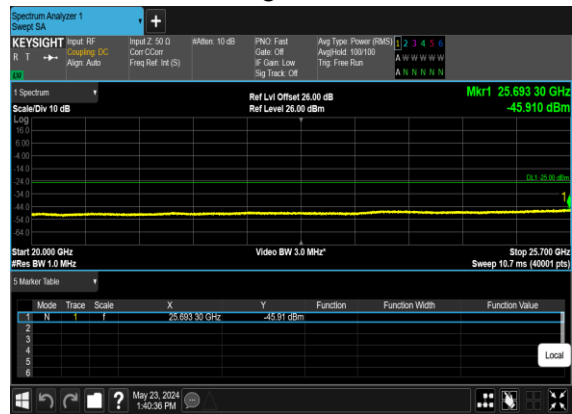 Spectrum Analyzer 1
Swept SA
KEYSIGHT Input: RF Input Z: 50 Ω #Atten: 10 dB PNO: Fast Avg Type: Power (RMS) 1 2 3 4 5 6
R T Coupling: DC Corr CCorr Gate: Off Avg|Hold: 100/100 A W W W W W
Align: Auto Freq Ref: Int (S) IF Gain: Low Trig: Free Run
LW Sig Track: Off A N N N N N
1 Spectrum Ref Lvl Offset 26.00 dB Mkr1 25.693 30 GHz
Scale/Div 10 dB Ref Level 26.00 dBm -45.910 dBm
Log
16.0
6.00
-4.00
-14.0
-24.0 DL1 -25.00 dBm
-34.0 1
-44.0
-54.0
-64.0
Start 20.000 GHz Video BW 3.0 MHz* Stop 25.700 GHz
#Res BW 1.0 MHz Sweep 10.7 ms (40001 pts)
5 Marker Table
Mode Trace Scale X Y Function Function Width Function Value
1 N 1 f 25.693 30 GHz -45.91 dBm
2
3
4
5
6
Local
? May 23, 2024
1:40:36 PM